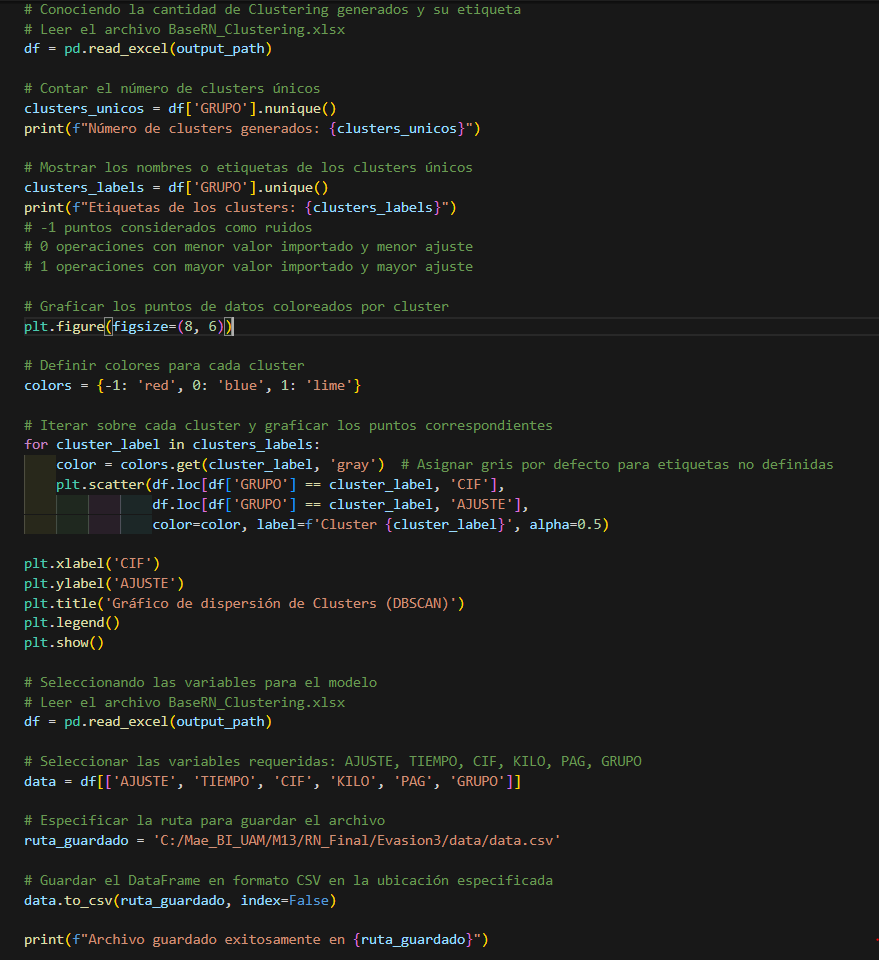 # Conociendo la cantidad de Clustering generados y su etiqueta
# Leer el archivo BaseRN_Clustering.xlsx
df = pd.read_excel(output_path)
# Contar el número de clusters únicos
clusters_unicos = df['GRUPO'].nunique()
print(f"Número de clusters generados: {clusters_unicos}")
# Mostrar los nombres o etiquetas de los clusters únicos
clusters_labels = df['GRUPO'].unique()
print(f"Etiquetas de los clusters: {clusters_labels}")
# -1 puntos considerados como ruidos
# 0 operaciones con menor valor importado y menor ajuste
# 1 operaciones con mayor valor importado y mayor ajuste
# Graficar los puntos de datos coloreados por cluster
plt.figure(figsize=(8, 6))
# Definir colores para cada cluster
colors = {-1: 'red', 0: 'blue', 1: 'lime'}
# Iterar sobre cada cluster y graficar los puntos correspondientes
for cluster_label in clusters_labels:
    color = colors.get(cluster_label, 'gray')  # Asignar gris por defecto para etiquetas no definidas
    plt.scatter(df.loc[df['GRUPO'] == cluster_label, 'CIF'],
                df.loc[df['GRUPO'] == cluster_label, 'AJUSTE'],
                color=color, label=f'Cluster {cluster_label}', alpha=0.5)
plt.xlabel('CIF')
plt.ylabel('AJUSTE')
plt.title('Gráfico de dispersión de Clusters (DBSCAN)')
plt.legend()
plt.show()
# Seleccionando las variables para el modelo
# Leer el archivo BaseRN_Clustering.xlsx
df = pd.read_excel(output_path)
# Seleccionar las variables requeridas: AJUSTE, TIEMPO, CIF, KILO, PAG, GRUPO
data = df[['AJUSTE', 'TIEMPO', 'CIF', 'KILO', 'PAG', 'GRUPO']]
# Especificar la ruta para guardar el archivo
ruta_guardado = 'C:/Mae_BI_UAM/M13/RN_Final/Evasion3/data/data.csv'
# Guardar el DataFrame en formato CSV en la ubicación especificada
data.to_csv(ruta_guardado, index=False)
print(f"Archivo guardado exitosamente en {ruta_guardado}")